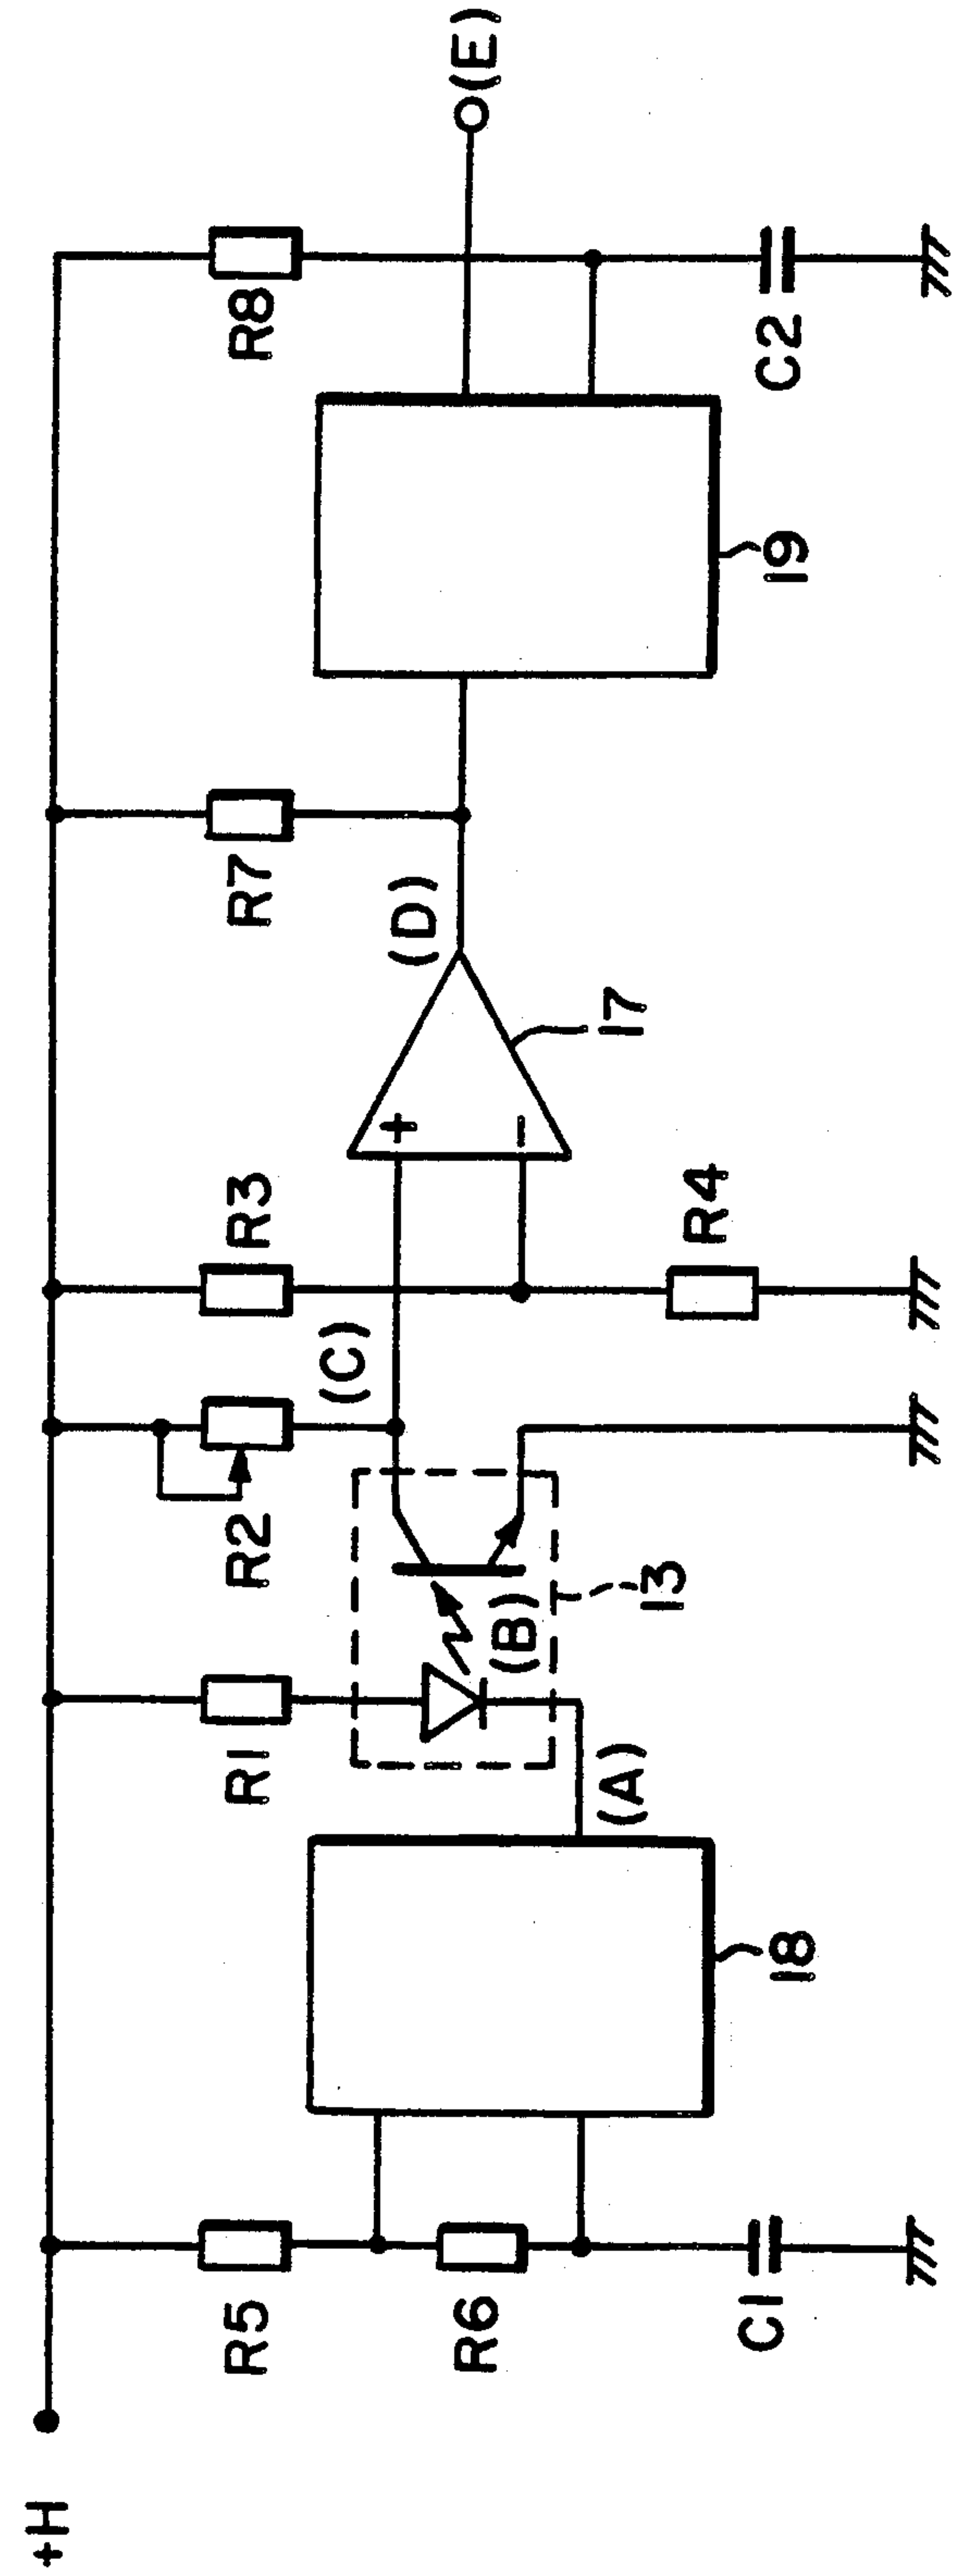 +H
R5
R6
C1
18
(A)
R1
(B)
13
R2
(C)
R3
R4
+
−
17
(D)
R7
19
R8
C2
(E)